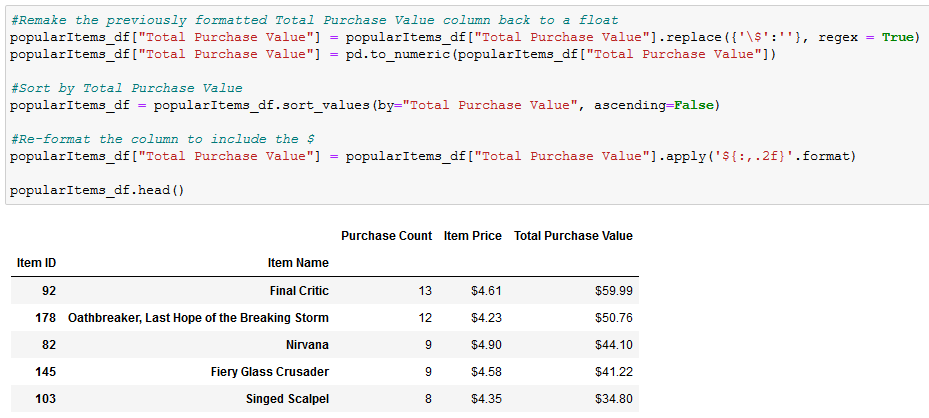 #Remake the previously formatted Total Purchase Value column back to a float
popularItems_df["Total Purchase Value"] = popularItems_df["Total Purchase Value"].replace({'\$':''}, regex = True)
popularItems_df["Total Purchase Value"] = pd.to_numeric(popularItems_df["Total Purchase Value"])
#Sort by Total Purchase Value
popularItems_df = popularItems_df.sort_values(by="Total Purchase Value", ascending=False)
#Re-format the column to include the $
popularItems_df["Total Purchase Value"] = popularItems_df["Total Purchase Value"].apply('${:,.2f}'.format)
popularItems_df.head()
Purchase Count Item Price Total Purchase Value
Item ID Item Name
92 Final Critic 13 $4.61 $59.99
178 Oathbreaker, Last Hope of the Breaking Storm 12 $4.23 $50.76
82 Nirvana 9 $4.90 $44.10
145 Fiery Glass Crusader 9 $4.58 $41.22
103 Singed Scalpel 8 $4.35 $34.80